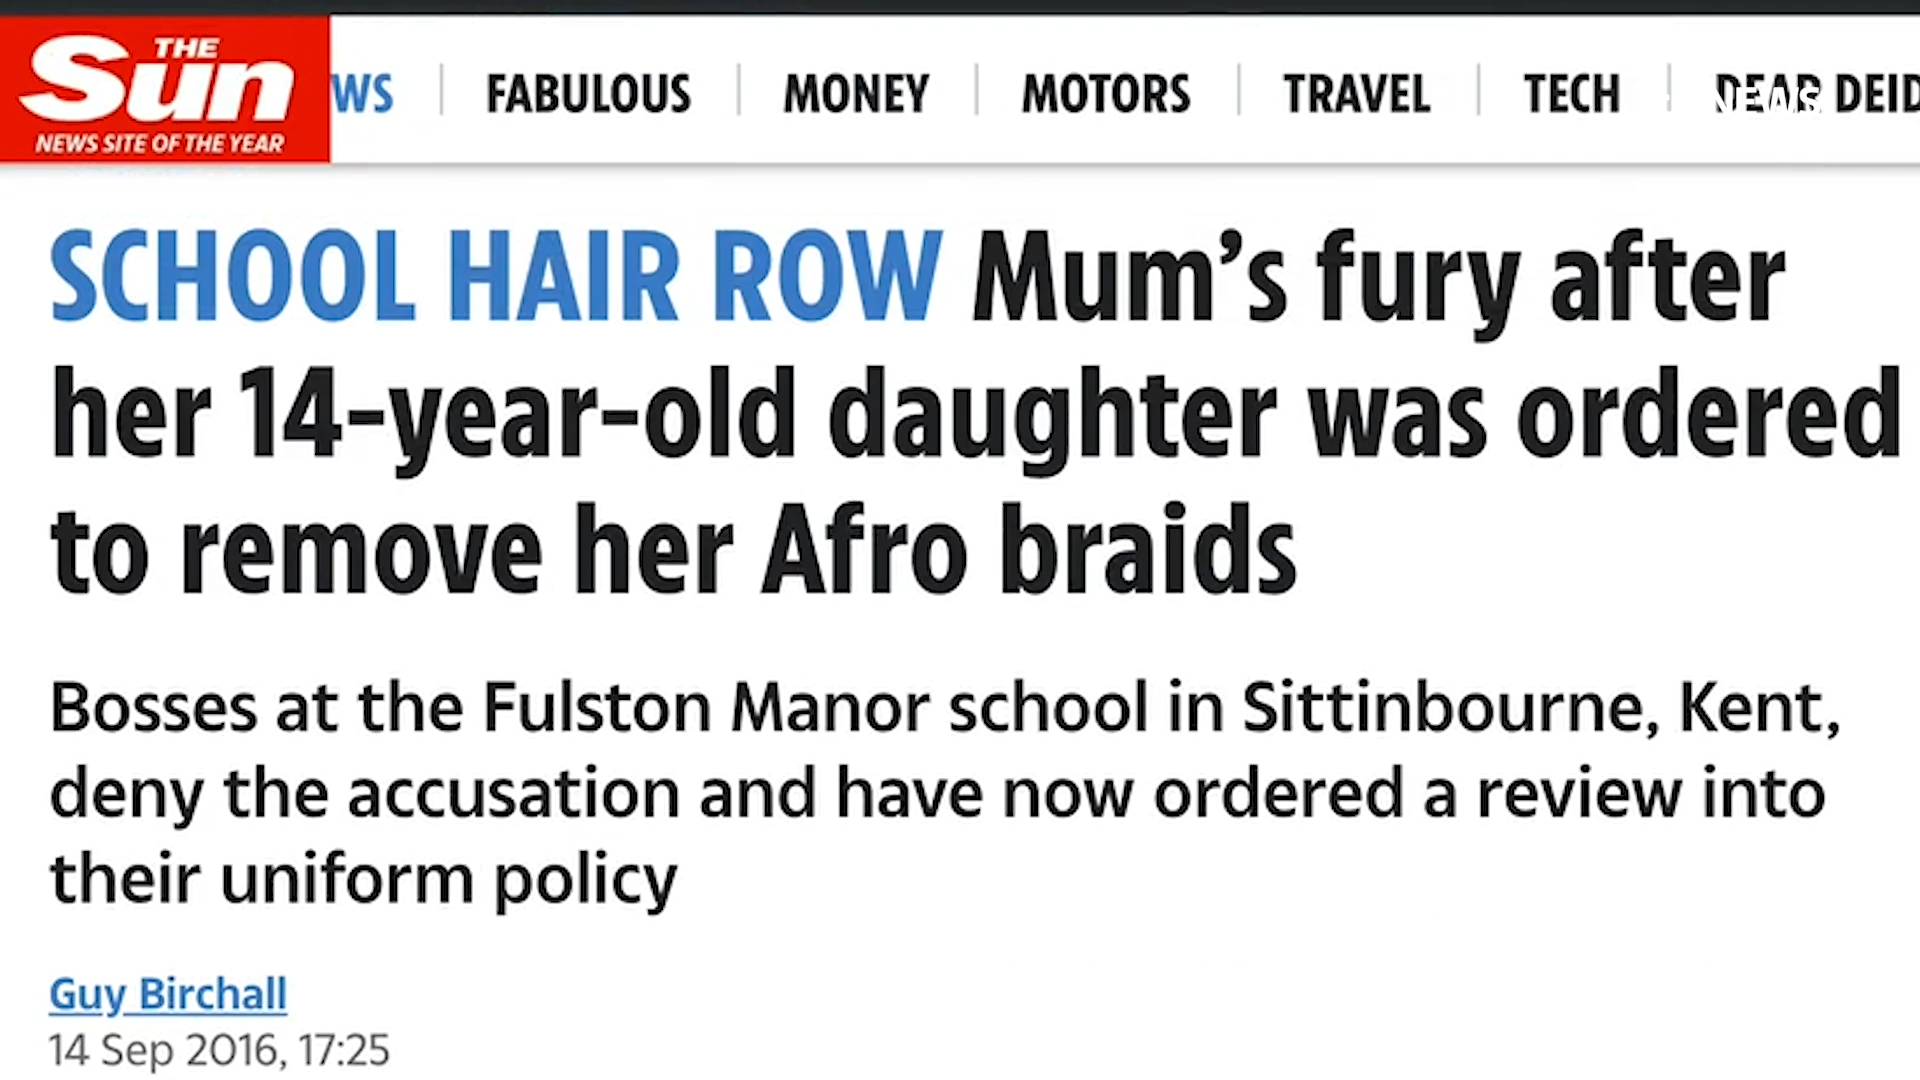 THE
Sun
NEWS SITE OF THE YEAR
WS FABULOUS MONEY MOTORS TRAVEL TECH DEAR DEID
NEWS
SCHOOL HAIR ROW Mum's fury after
her 14-year-old daughter was ordered
to remove her Afro braids
Bosses at the Fulston Manor school in Sittinbourne, Kent,
deny the accusation and have now ordered a review into
their uniform policy
Guy Birchall
14 Sep 2016, 17:25